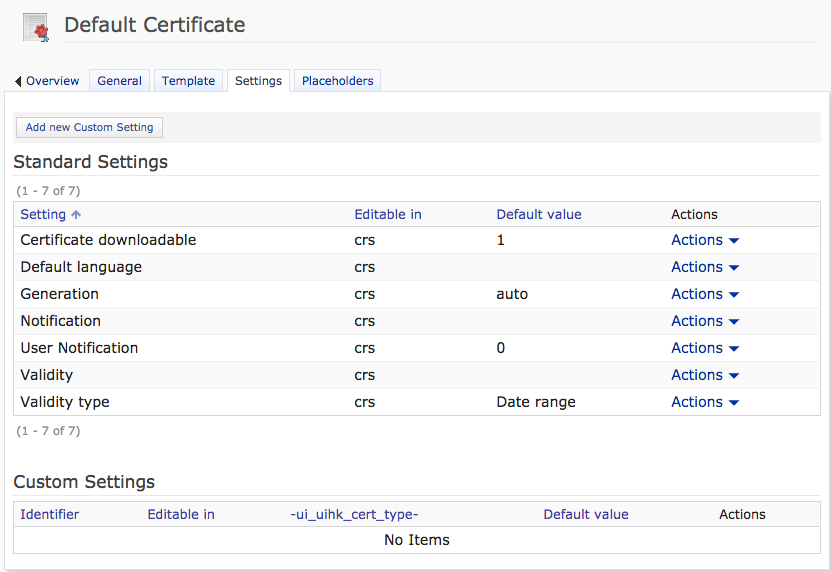 Default Certificate
Overview General Template Settings Placeholders
Add new Custom Setting
Standard Settings
(1 - 7 of 7)
Setting Editable in Default value Actions
Certificate downloadable crs 1 Actions
Default language crs Actions
Generation crs auto Actions
Notification crs Actions
User Notification crs 0 Actions
Validity crs Actions
Validity type crs Date range Actions
(1 - 7 of 7)
Custom Settings
Identifier Editable in -ui_uihk_cert_type- Default value Actions
No Items